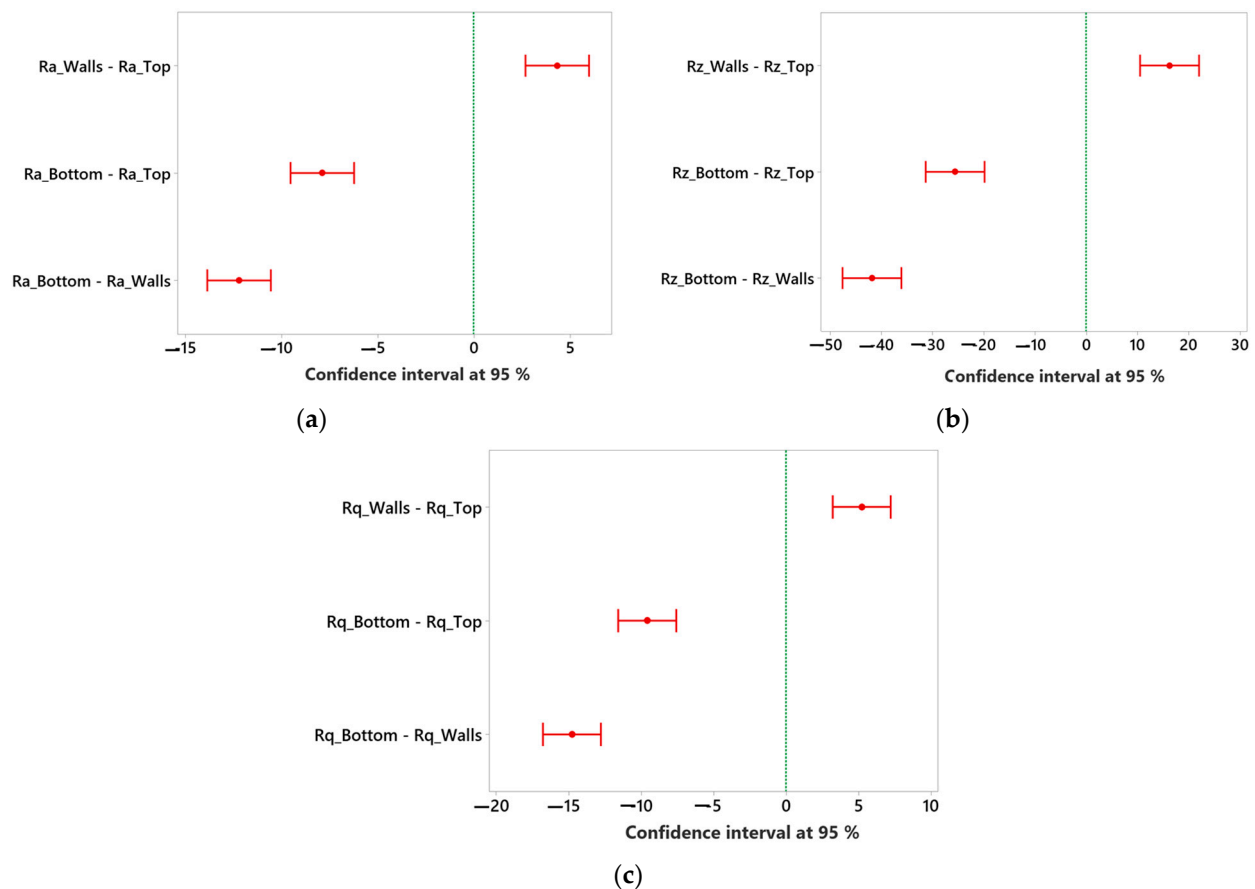 Ra_Walls - Ra_Top
Ra_Bottom - Ra_Top
Ra_Bottom - Ra_Walls
—15 —10 —5 0 5
Confidence interval at 95 %
(a)
Rz_Walls - Rz_Top
Rz_Bottom - Rz_Top
Rz_Bottom - Rz_Walls
—50 —40 —30 —20 —10 0 10 20 30
Confidence interval at 95 %
(b)
Rq_Walls - Rq_Top
Rq_Bottom - Rq_Top
Rq_Bottom - Rq_Walls
—20 —15 —10 —5 0 5 10
Confidence interval at 95 %
(c)